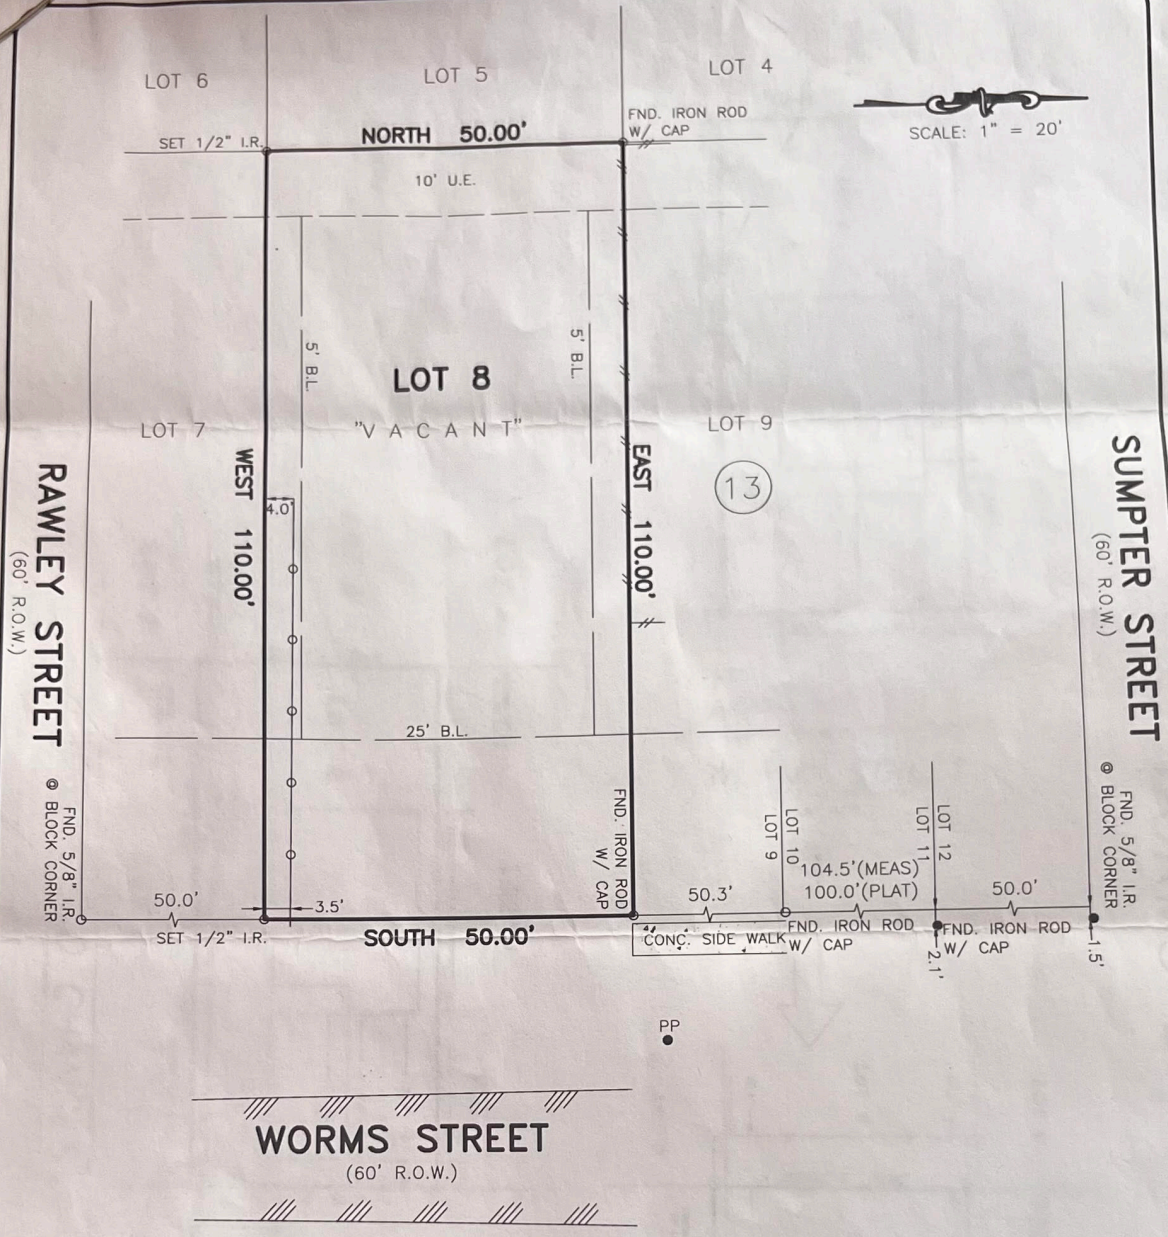 LOT 6
LOT 5
LOT 4
SCALE: 1" = 20'
SET 1/2" I.R.
NORTH 50.00'
FND. IRON ROD
W/ CAP
10' U.E.
5' B.L.
5' B.L.
LOT 8
"VACANT"
LOT 7
LOT 9
13
WEST 110.00'
EAST 110.00'
4.0'
RAWLEY STREET
(60' R.O.W.)
SUMPTER STREET
(60' R.O.W.)
25' B.L.
FND. 5/8" I.R.
@ BLOCK CORNER
FND. IRON ROD
W/ CAP
LOT 9
LOT 10
LOT 11
LOT 12
FND. 5/8" I.R.
@ BLOCK CORNER
104.5'(MEAS)
100.0'(PLAT)
50.0'
3.5'
50.3'
50.0'
SET 1/2" I.R.
SOUTH 50.00'
CONC. SIDE WALK
FND. IRON ROD
W/ CAP
FND. IRON ROD
W/ CAP
2.1'
1.5'
PP
WORMS STREET
(60' R.O.W.)